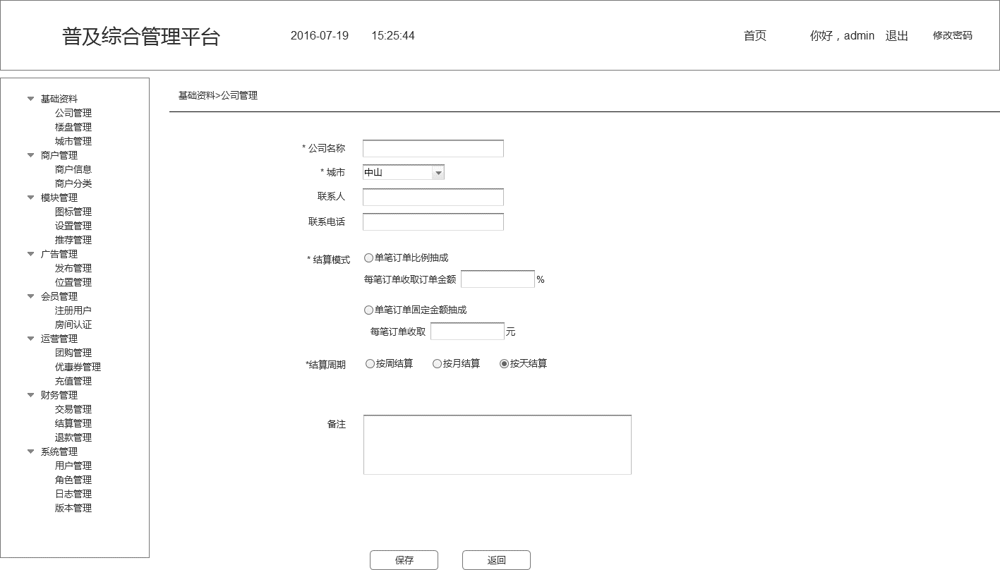 普及综合管理平台 2016-07-19 15:25:44 首页 你好，admin 退出 修改密码
基础资料
公司管理
楼盘管理
城市管理
商户管理
商户信息
商户分类
模块管理
图标管理
设置管理
推荐管理
广告管理
发布管理
位置管理
会员管理
注册用户
房间认证
运营管理
团购管理
优惠券管理
充值管理
财务管理
交易管理
结算管理
退款管理
系统管理
用户管理
角色管理
日志管理
版本管理
基础资料>公司管理
* 公司名称
* 城市 中山
联系人
联系电话
* 结算模式 单笔订单比例抽成
每笔订单收取订单金额 %
单笔订单固定金额抽成
每笔订单收取 元
*结算周期 按周结算 按月结算 按天结算
备注
保存 返回